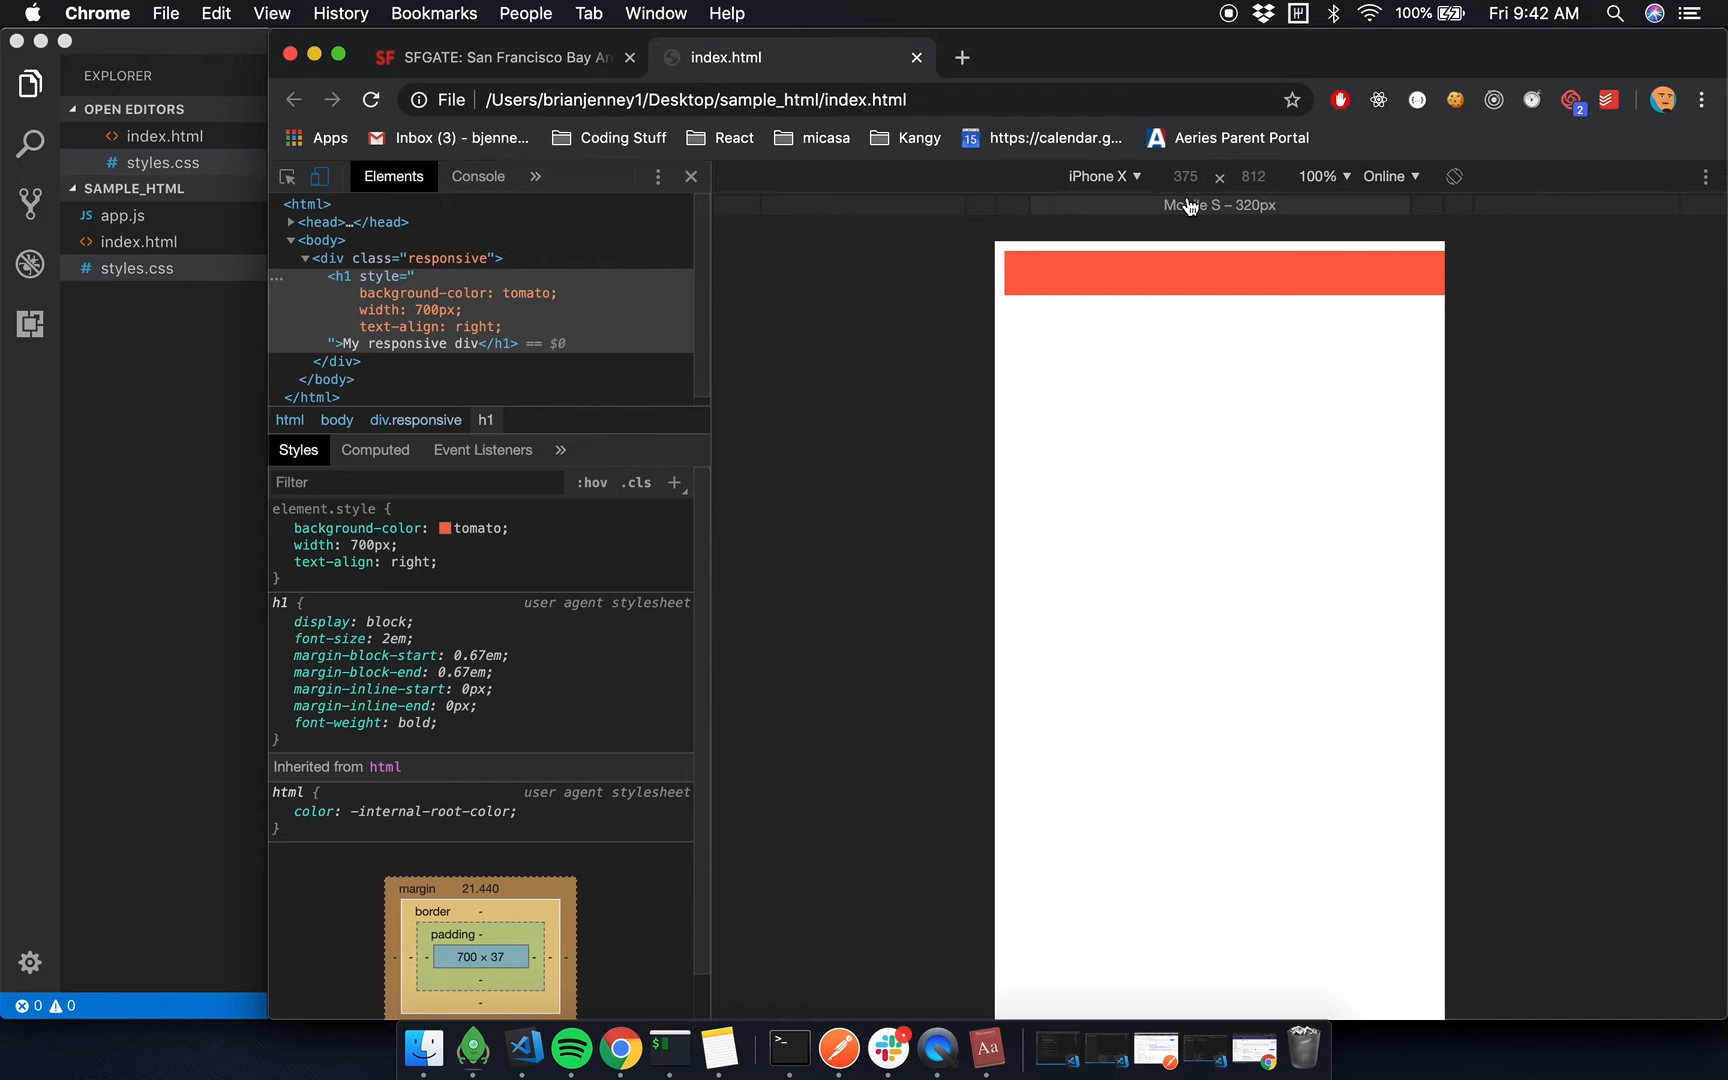 Chrome File Edit View History Bookmarks People Tab Window Help 100% Fri 9:42 AM
EXPLORER
OPEN EDITORS
<> index.html
# styles.css
SAMPLE_HTML
JS app.js
<> index.html
# styles.css
0 0
SF SFGATE: San Francisco Bay Are
index.html
File /Users/brianjenney1/Desktop/sample_html/index.html
2
Apps Inbox (3) – bjenne... Coding Stuff React micasa Kangy 15 https://calendar.g... Aeries Parent Portal
Elements Console »
iPhone X 375 × 812 100% Online
<html>
<head>…</head>
<body>
<div class="responsive">
... <h1 style="
background-color: tomato;
width: 700px;
text-align: right;
">My responsive div</h1> == $0
</div>
</body>
</html>
html body div.responsive h1
Styles Computed Event Listeners »
Filter :hov .cls +
element.style {
background-color: tomato;
width: 700px;
text-align: right;
}
h1 { user agent stylesheet
display: block;
font-size: 2em;
margin-block-start: 0.67em;
margin-block-end: 0.67em;
margin-inline-start: 0px;
margin-inline-end: 0px;
font-weight: bold;
}
Inherited from html
html { user agent stylesheet
color: -internal-root-color;
}
margin 21.440
border -
padding -
- - - 700 × 37 - - -
-
-
– 320px
Aa